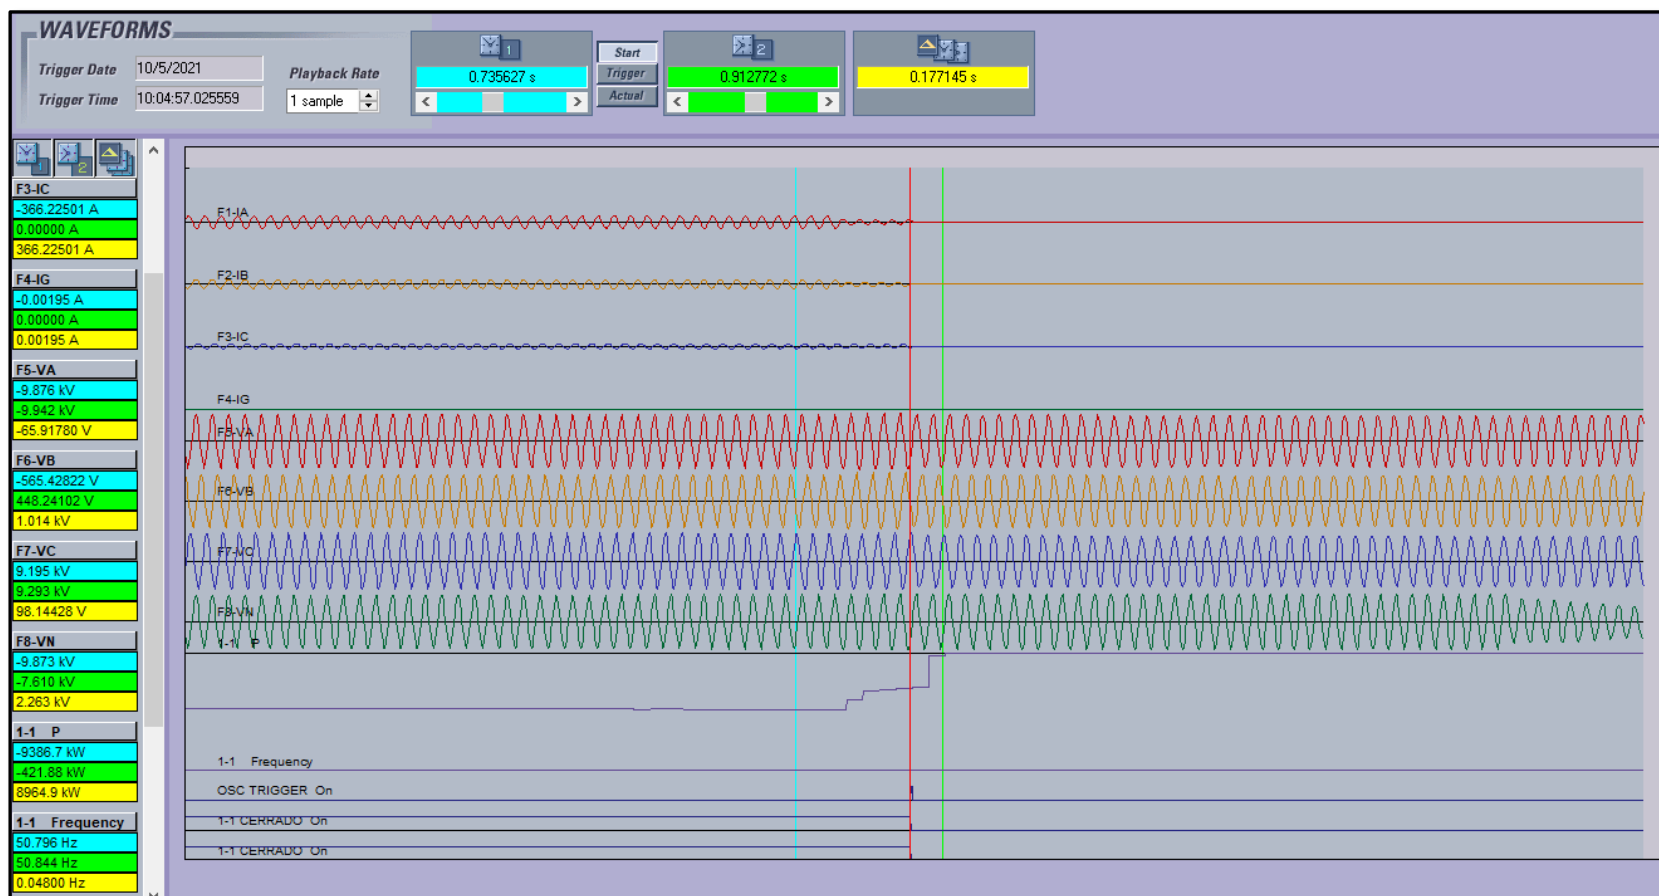 WAVEFORMS
Trigger Date 10/5/2021
Trigger Time 10:04:57.025559
Playback Rate
1 sample
1
0.735627 s
Start
Trigger
Actual
2
0.912772 s
0.177145 s
1 2
F3-IC
-366.22501 A
0.00000 A
366.22501 A
F4-IG
-0.00195 A
0.00000 A
0.00195 A
F5-VA
-9.876 kV
-9.942 kV
-65.91780 V
F6-VB
-565.42822 V
448.24102 V
1.014 kV
F7-VC
9.195 kV
9.293 kV
98.14428 V
F8-VN
-9.873 kV
-7.610 kV
2.263 kV
1-1 P
-9386.7 kW
-421.88 kW
8964.9 kW
1-1 Frequency
50.796 Hz
50.844 Hz
0.04800 Hz
F1-IA
F2-IB
F3-IC
F4-IG
F5-VA
F6-VB
F7-VC
F8-VN
1-1 P
1-1 Frequency
OSC TRIGGER On
1-1 CERRADO On
1-1 CERRADO On